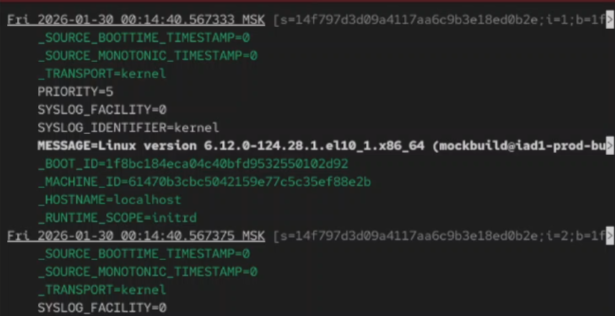 Fri 2026-01-30 00:14:40.567333 MSK [s=14f797d3d09a4117aa6c9b3e18ed0b2e;i=1;b=1f>
_SOURCE_BOOTTIME_TIMESTAMP=0
_SOURCE_MONOTONIC_TIMESTAMP=0
_TRANSPORT=kernel
PRIORITY=5
SYSLOG_FACILITY=0
SYSLOG_IDENTIFIER=kernel
MESSAGE=Linux version 6.12.0-124.28.1.el10_1.x86_64 (mockbuild@iad1-prod-bu>
_BOOT_ID=1f8bc184eca04c40bfd9532550102d92
_MACHINE_ID=61470b3cbc5042159e77c5c35ef88e2b
_HOSTNAME=localhost
_RUNTIME_SCOPE=initrd
Fri 2026-01-30 00:14:40.567375 MSK [s=14f797d3d09a4117aa6c9b3e18ed0b2e;i=2;b=1f>
_SOURCE_BOOTTIME_TIMESTAMP=0
_SOURCE_MONOTONIC_TIMESTAMP=0
_TRANSPORT=kernel
SYSLOG_FACILITY=0